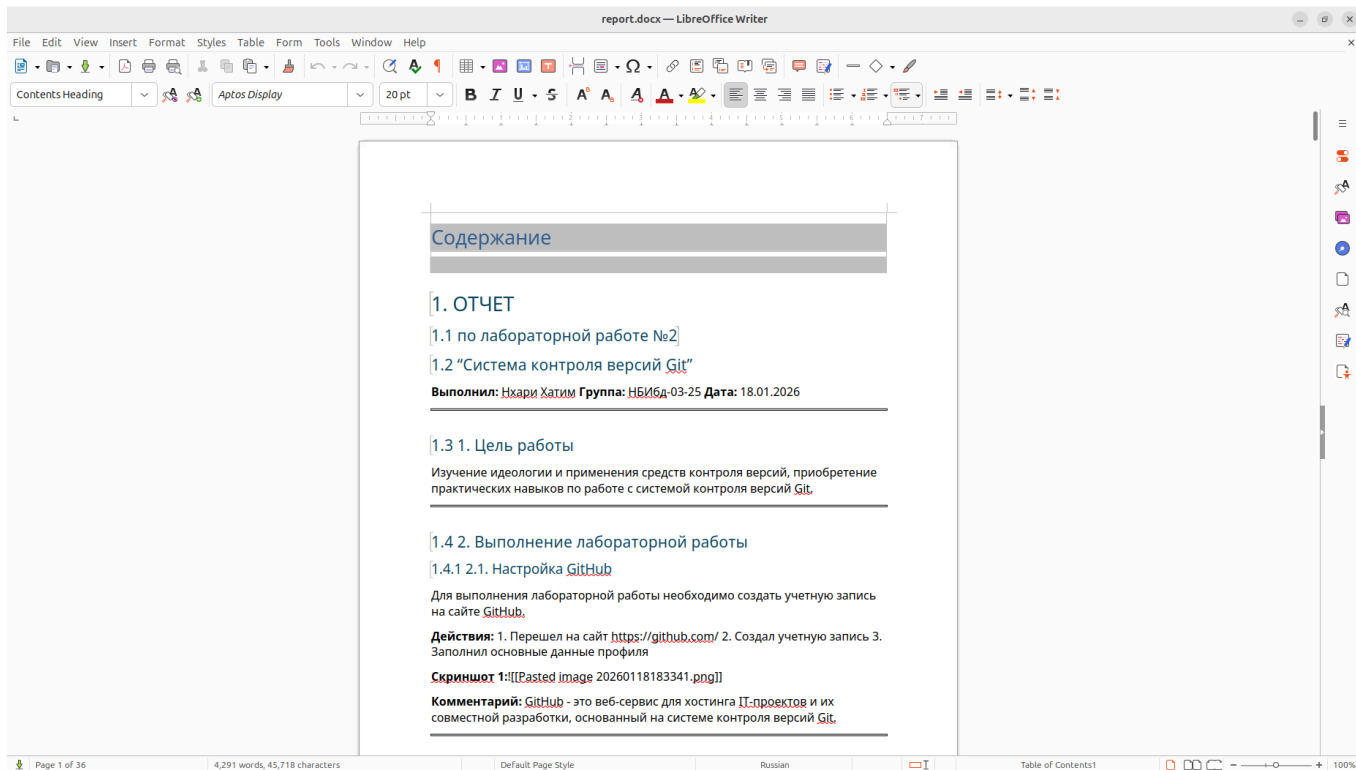 report.docx — LibreOffice Writer
File Edit View Insert Format Styles Table Form Tools Window Help
Contents Heading Aptos Display 20 pt
Содержание
1. ОТЧЕТ
1.1 по лабораторной работе №2
1.2 “Система контроля версий Git”
Выполнил: Нхари Хатим Группа: НБИбд-03-25 Дата: 18.01.2026
1.3 1. Цель работы
Изучение идеологии и применения средств контроля версий, приобретение
практических навыков по работе с системой контроля версий Git.
1.4 2. Выполнение лабораторной работы
1.4.1 2.1. Настройка GitHub
Для выполнения лабораторной работы необходимо создать учетную запись
на сайте GitHub.
Действия: 1. Перешел на сайт https://github.com/ 2. Создал учетную запись 3.
Заполнил основные данные профиля
Скриншот 1:![[Pasted image 20260118183341.png]]
Комментарий: GitHub - это веб-сервис для хостинга IT-проектов и их
совместной разработки, основанный на системе контроля версий Git.
Page 1 of 36 4,291 words, 45,718 characters Default Page Style Russian Table of Contents1 100%